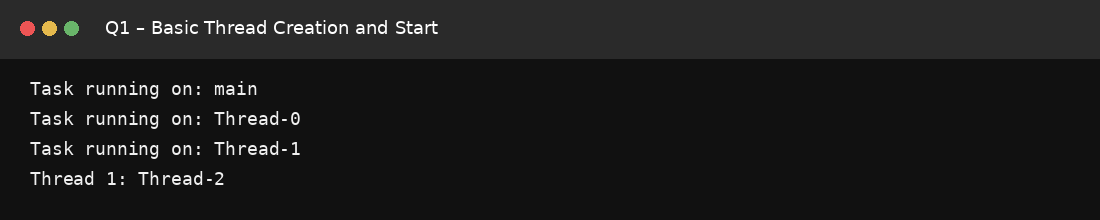 Q1 – Basic Thread Creation and Start
Task running on: main
Task running on: Thread-0
Task running on: Thread-1
Thread 1: Thread-2